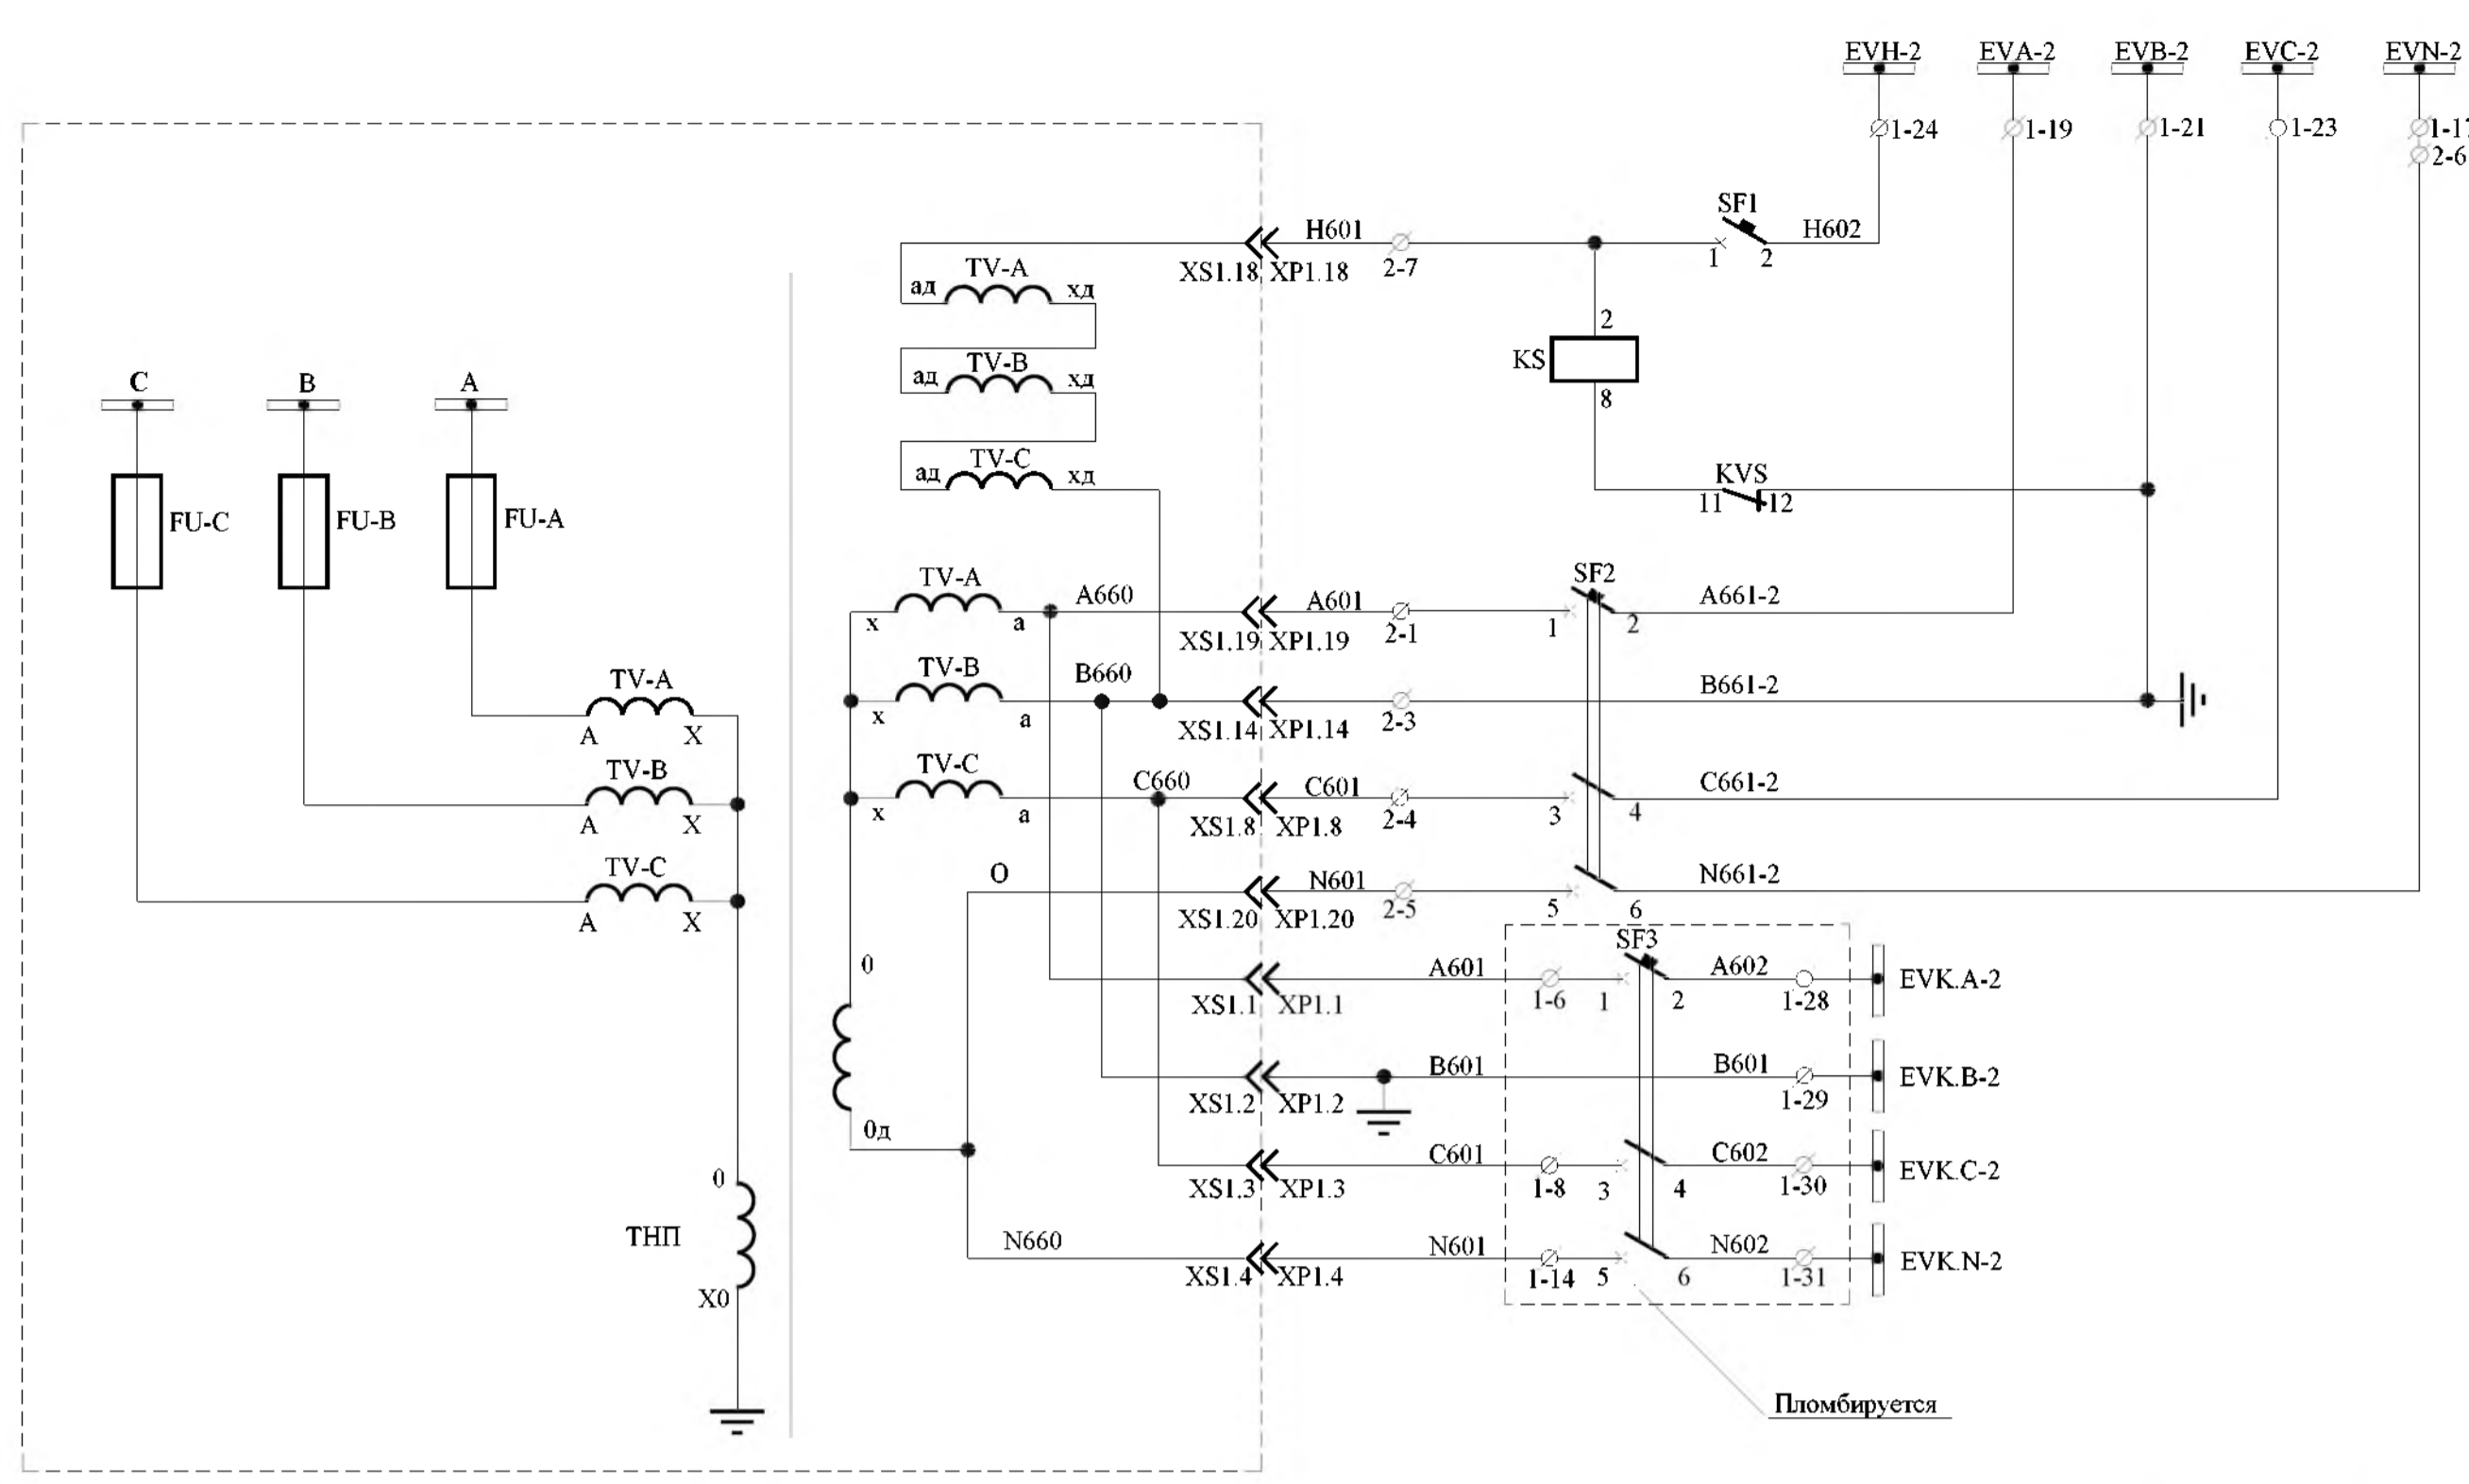 EVH-2 EVA-2 EVB-2 EVC-2 EVN-2
1-24 1-19 1-21 1-23
2-6
SF1
H601 H602
XS1.18 XP1.18 2-7 1 2
TV-A
ад хд
2
TV-B
KS
ад хд
8
C B A
TV-C
ад хд
KVS
11 12
FU-C FU-B FU-A
SF2
TV-A A660 A601 A661-2
x a XS1.19 XP1.19 2-1 1 2
TV-B B660 B661-2
x a XS1.14 XP1.14 2-3
TV-A
A X
TV-C C660 C601 C661-2
x a XS1.8 XP1.8 2-4 3 4
TV-B
A X
TV-C
A X
O N601 N661-2
XS1.20 XP1.20 2-5 5 6
SF3
0 A601 A602 EVK.A-2
XS1.1 XP1.1 1-6 1 2 1-28
B601 B601 EVK.B-2
XS1.2 XP1.2 1-29
0д
C601 C602 EVK.C-2
XS1.3 XP1.3 1-8 3 4 1-30
0
ТНП
X0
N660 N601 N602 EVK.N-2
XS1.4 XP1.4 1-14 5 6 1-31
Пломбируется